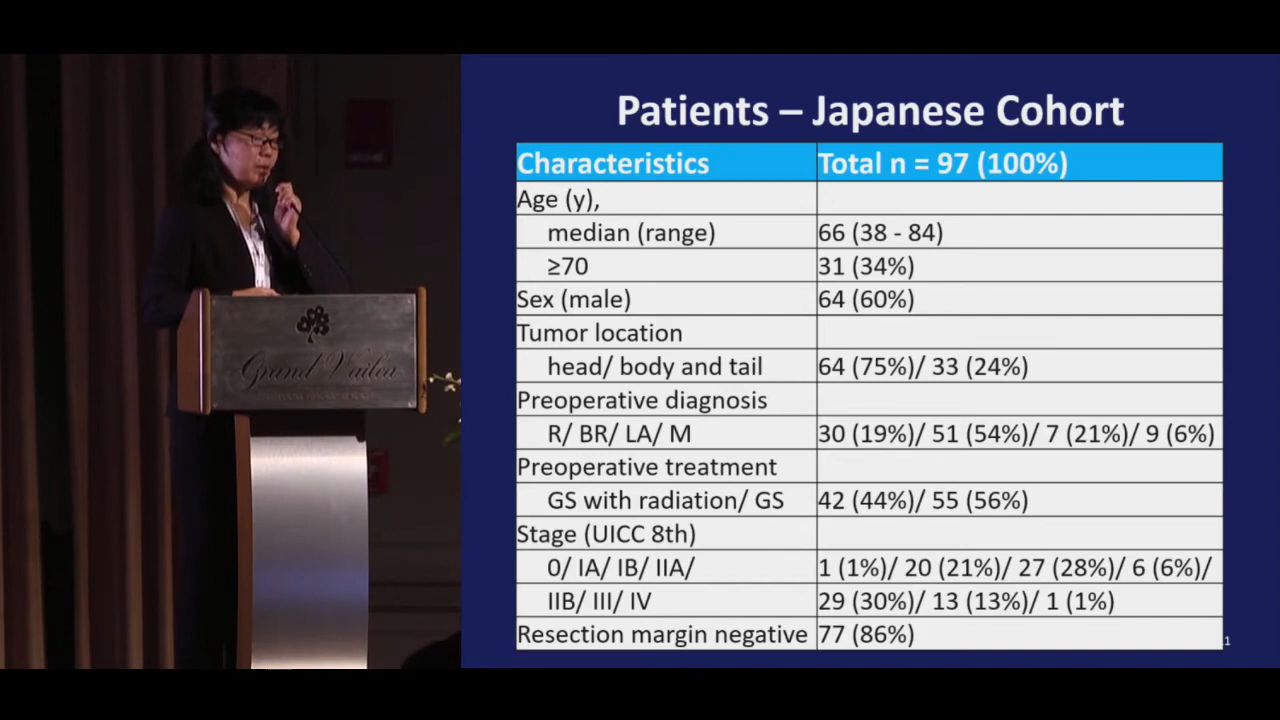 Patients – Japanese Cohort
Characteristics Total n = 97 (100%)
Age (y),
median (range) 66 (38 - 84)
≥70 31 (34%)
Sex (male) 64 (60%)
Tumor location
head/ body and tail 64 (75%)/ 33 (24%)
Preoperative diagnosis
R/ BR/ LA/ M 30 (19%)/ 51 (54%)/ 7 (21%)/ 9 (6%)
Preoperative treatment
GS with radiation/ GS 42 (44%)/ 55 (56%)
Stage (UICC 8th)
0/ IA/ IB/ IIA/ 1 (1%)/ 20 (21%)/ 27 (28%)/ 6 (6%)/
IIB/ III/ IV 29 (30%)/ 13 (13%)/ 1 (1%)
Resection margin negative 77 (86%)
1
Grand Wailea